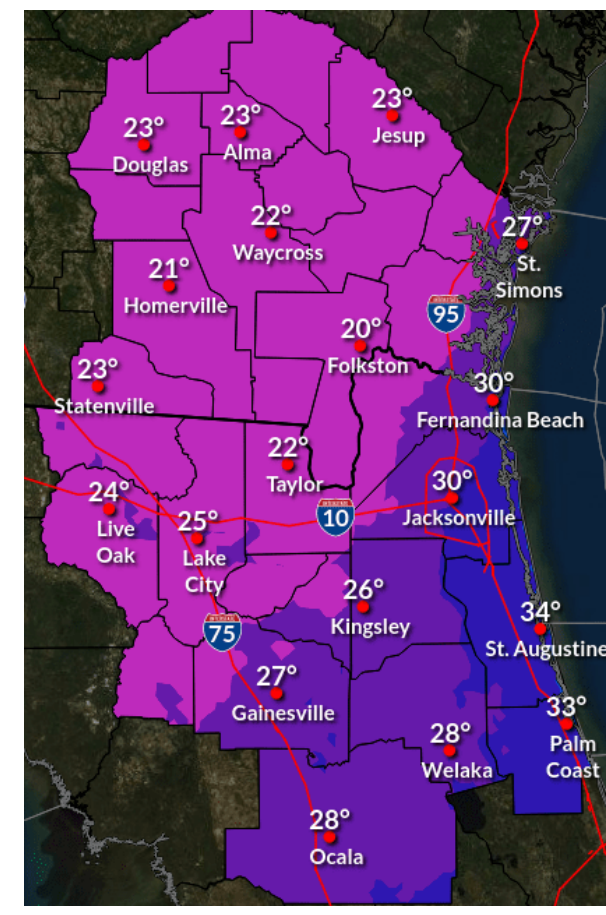 23°
Jesup
23°
Alma
23°
Douglas
22°
Waycross
27°
St.
Simons
21°
Homerville
95
20°
Folkston
23°
Statenville
30°
Fernandina Beach
22°
Taylor
30°
Jacksonville
24°
Live
Oak
25°
Lake
City
10
26°
Kingsley
34°
St. Augustine
75
27°
Gainesville
33°
Palm
Coast
28°
Welaka
28°
Ocala